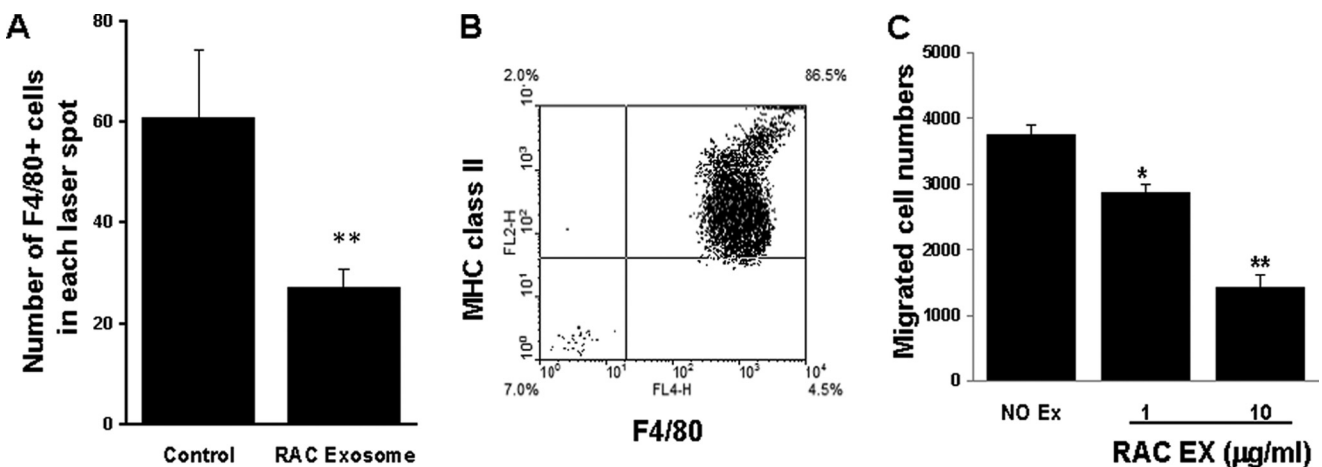 A
Number of F4/80+ cells
in each laser spot
80
60
40
20
0
**
Control
RAC Exosome
B
2.0%
86.5%
MHC class II
FL2-H
10³
10²
10¹
10⁰
10⁰
10¹
10²
10³
10⁴
7.0%
FL4-H
4.5%
F4/80
C
Migrated cell numbers
5000
4000
3000
2000
1000
0
*
**
NO Ex
1
10
RAC EX (µg/ml)